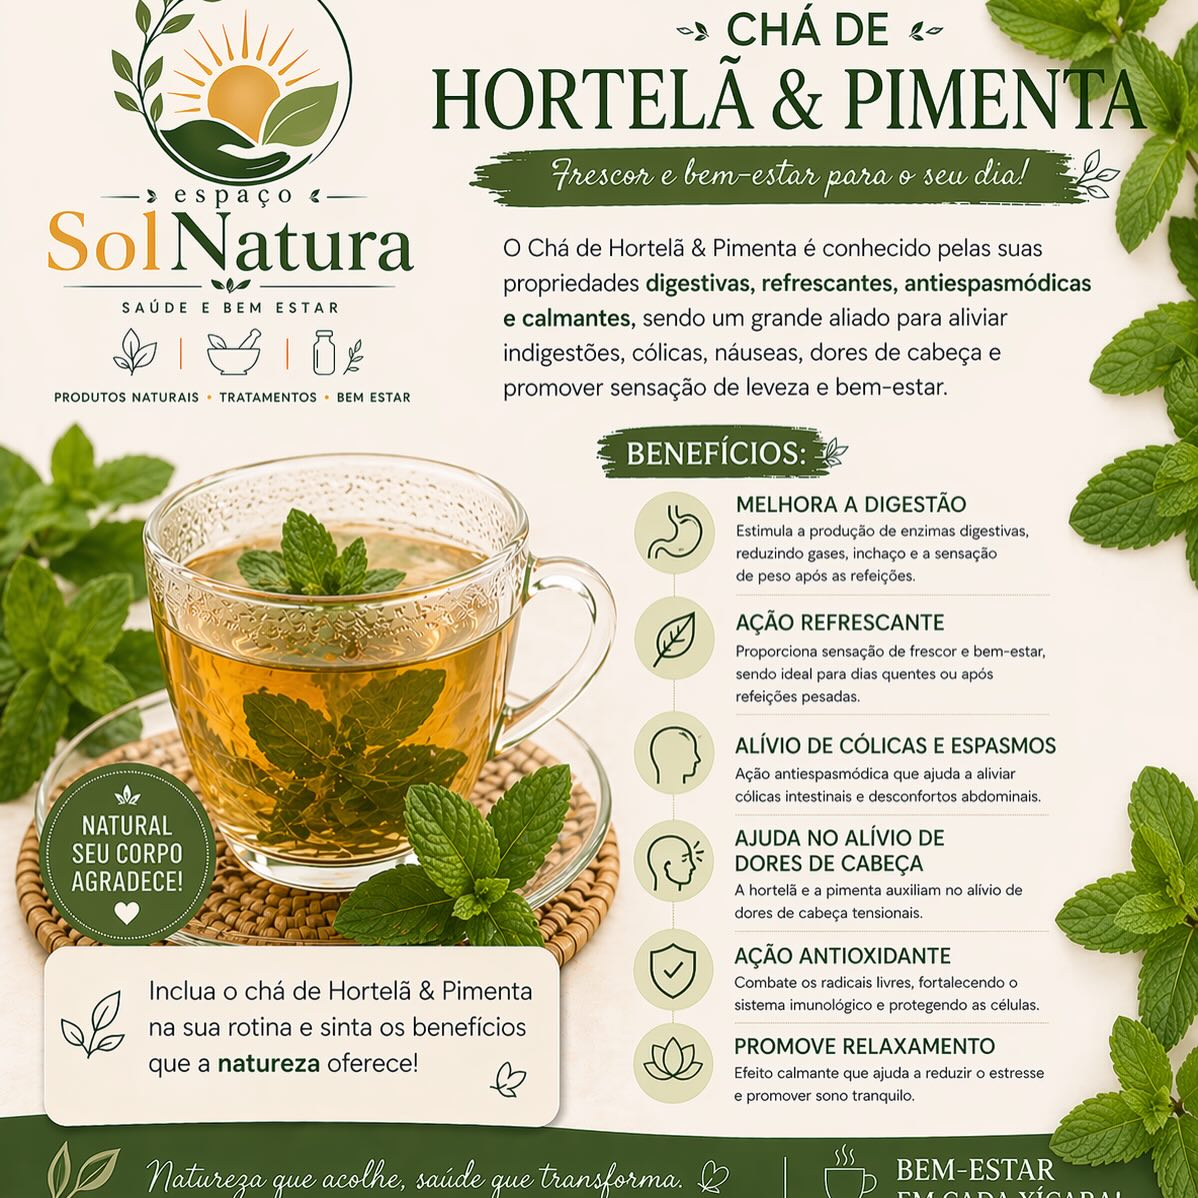 espaço
SolNatura
SAÚDE E BEM ESTAR
PRODUTOS NATURAIS • TRATAMENTOS • BEM ESTAR
CHÁ DE
HORTELÃ & PIMENTA
Frescor e bem-estar para o seu dia!
O Chá de Hortelã & Pimenta é conhecido pelas suas
propriedades digestivas, refrescantes, antiespasmódicas
e calmantes, sendo um grande aliado para aliviar
indigestões, cólicas, náuseas, dores de cabeça e
promover sensação de leveza e bem-estar.
BENEFÍCIOS:
MELHORA A DIGESTÃO
Estimula a produção de enzimas digestivas,
reduzindo gases, inchaço e a sensação
de peso após as refeições.
AÇÃO REFRESCANTE
Proporciona sensação de frescor e bem-estar,
sendo ideal para dias quentes ou após
refeições pesadas.
ALÍVIO DE CÓLICAS E ESPASMOS
Ação antiespasmódica que ajuda a aliviar
cólicas intestinais e desconfortos abdominais.
AJUDA NO ALÍVIO DE
DORES DE CABEÇA
A hortelã e a pimenta auxiliam no alívio de
dores de cabeça tensionais.
AÇÃO ANTIOXIDANTE
Combate os radicais livres, fortalecendo o
sistema imunológico e protegendo as células.
PROMOVE RELAXAMENTO
Efeito calmante que ajuda a reduzir o estresse
e promover sono tranquilo.
NATURAL
SEU CORPO
AGRADECE!
Inclua o chá de Hortelã & Pimenta
na sua rotina e sinta os benefícios
que a natureza oferece!
Natureza que acolhe, saúde que transforma.
BEM-ESTAR
EM CADA XÍCARA!